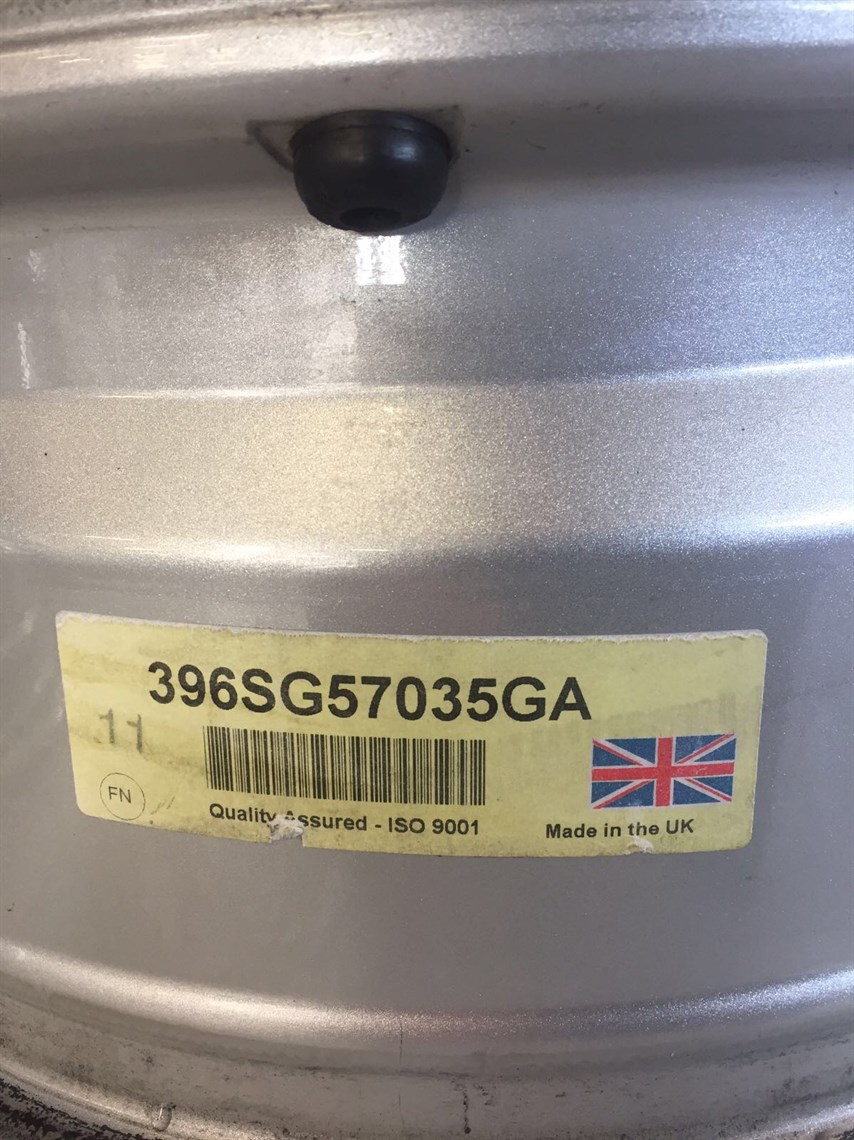 396SG57035GA
11
FN
Quality Assured - ISO 9001
Made in the UK